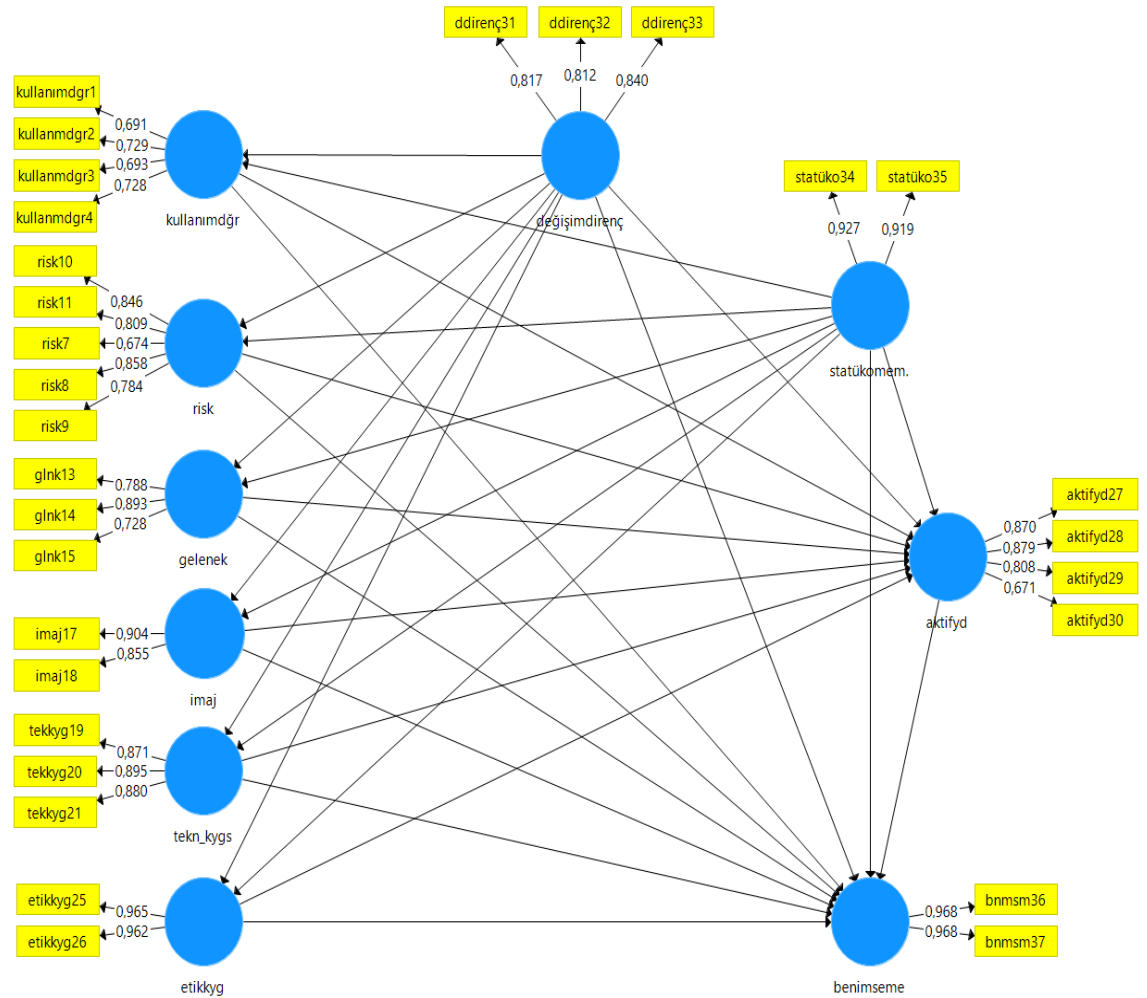 ddirenç31
ddirenç32
ddirenç33
0,817
0,812
0,840
değişimdirenç
kullanımdgr1
kullanmdgr2
kullanmdgr3
kullanmdgr4
0,691
0,729
0,693
0,728
kullanımdğr
statüko34
statüko35
0,927
0,919
statükomem.
risk10
risk11
risk7
risk8
risk9
0,846
0,809
0,674
0,858
0,784
risk
glnk13
glnk14
glnk15
0,788
0,893
0,728
gelenek
aktifyd27
aktifyd28
aktifyd29
aktifyd30
0,870
0,879
0,808
0,671
aktifyd
imaj17
imaj18
0,904
0,855
imaj
tekkyg19
tekkyg20
tekkyg21
0,871
0,895
0,880
tekn_kygs
etikkyg25
etikkyg26
0,965
0,962
etikkyg
bnmsm36
bnmsm37
0,968
0,968
benimseme